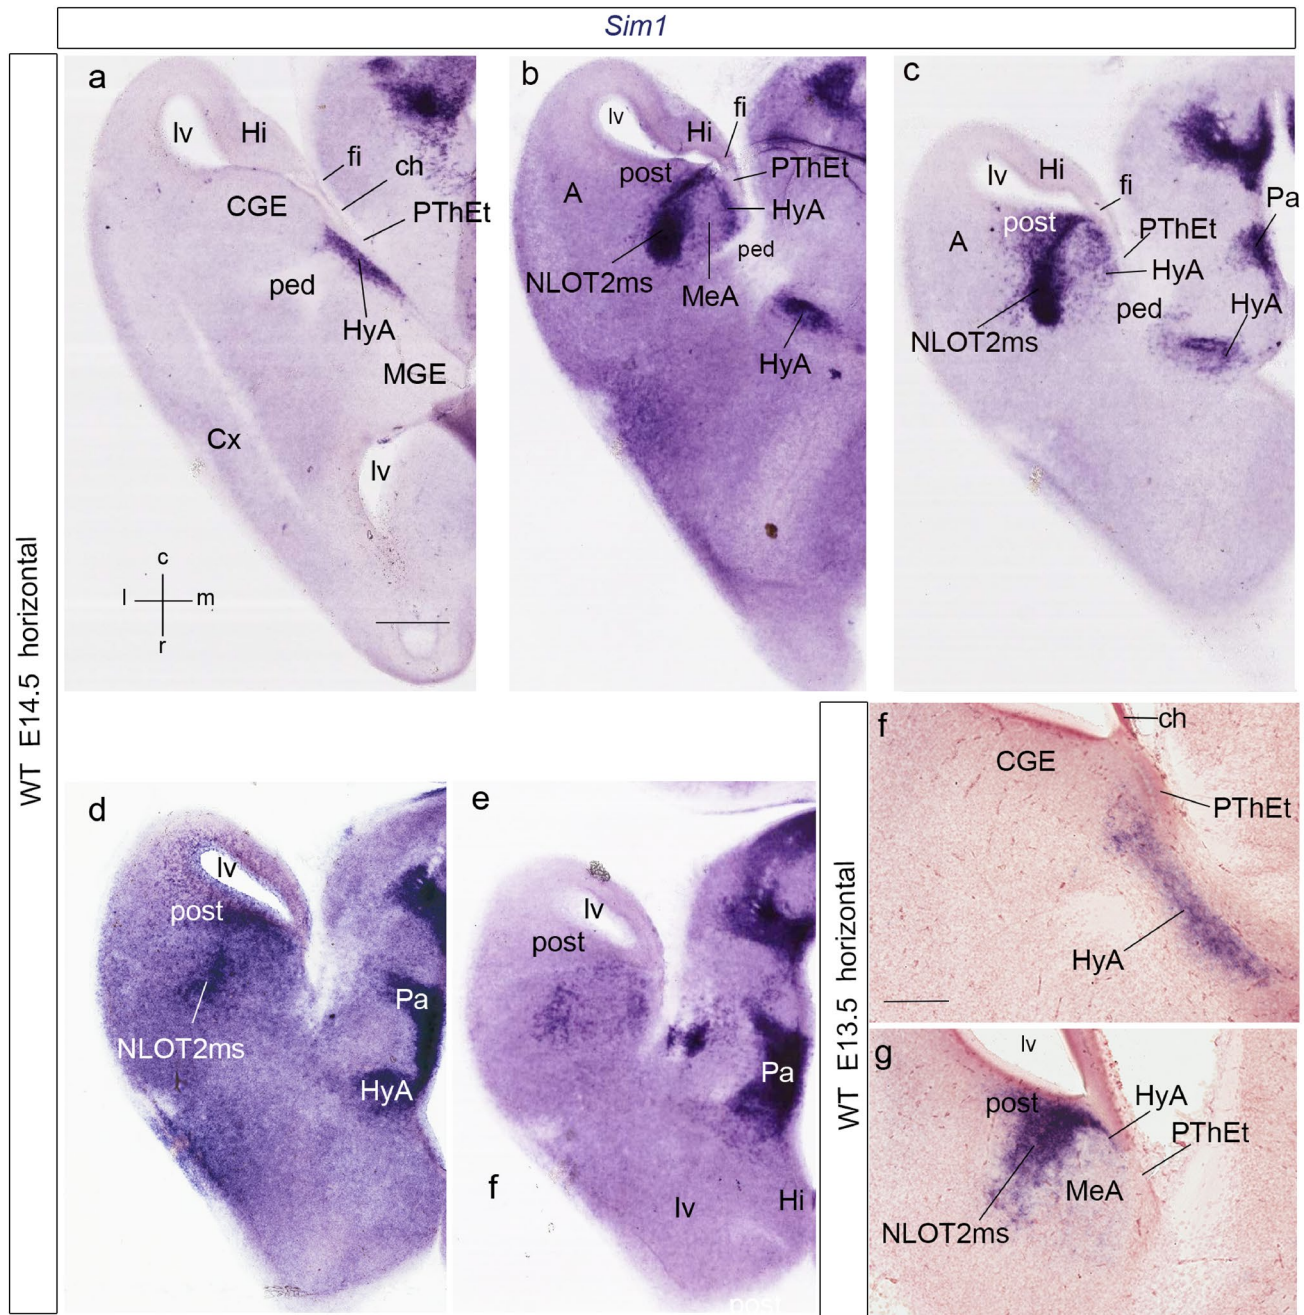 Sim1
WT E14.5 horizontal
a
lv
Hi
fi
ch
CGE
PThEt
ped
HyA
MGE
Cx
lv
c
l
m
r
b
lv
Hi
fi
post
PThEt
A
HyA
ped
NLOT2ms
MeA
HyA
c
lv
Hi
fi
Pa
post
PThEt
A
HyA
ped
HyA
NLOT2ms
d
lv
post
Pa
NLOT2ms
HyA
e
lv
post
Pa
f
lv
Hi
post
WT E13.5 horizontal
f
ch
CGE
PThEt
HyA
g
lv
post
HyA
PThEt
MeA
NLOT2ms